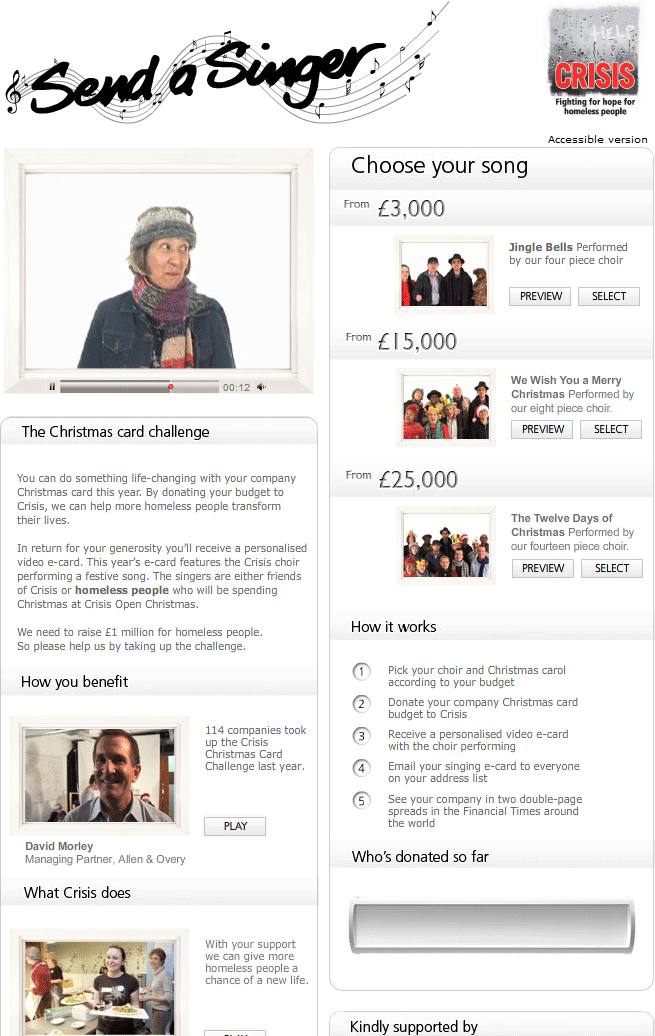 Send a Singer
HELP
CRISIS
Fighting for hope for
homeless people
Accessible version
00:12
The Christmas card challenge
You can do something life-changing with your company
Christmas card this year. By donating your budget to
Crisis, we can help more homeless people transform
their lives.
In return for your generosity you'll receive a personalised
video e-card. This year's e-card features the Crisis choir
performing a festive song. The singers are either friends
of Crisis or homeless people who will be spending
Christmas at Crisis Open Christmas.
We need to raise £1 million for homeless people.
So please help us by taking up the challenge.
How you benefit
114 companies took
up the Crisis
Christmas Card
Challenge last year.
PLAY
David Morley
Managing Partner, Allen & Overy
What Crisis does
With your support
we can give more
homeless people a
chance of a new life.
PLAY
Choose your song
From £3,000
Jingle Bells Performed
by our four piece choir
PREVIEW SELECT
From £15,000
We Wish You a Merry
Christmas Performed by
our eight piece choir.
PREVIEW SELECT
From £25,000
The Twelve Days of
Christmas Performed by
our fourteen piece choir.
PREVIEW SELECT
How it works
1 Pick your choir and Christmas carol
according to your budget
2 Donate your company Christmas card
budget to Crisis
3 Receive a personalised video e-card
with the choir performing
4 Email your singing e-card to everyone
on your address list
5 See your company in two double-page
spreads in the Financial Times around
the world
Who's donated so far
Kindly supported by